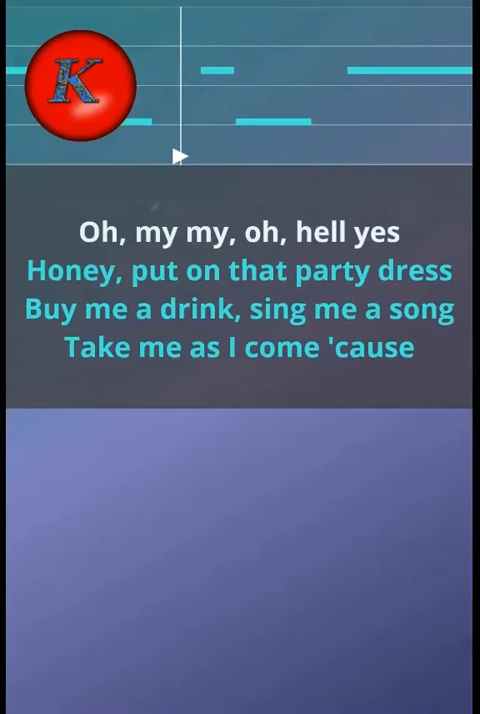 K
Oh, my my, oh, hell yes
Honey, put on that party dress
Buy me a drink, sing me a song
Take me as I come 'cause